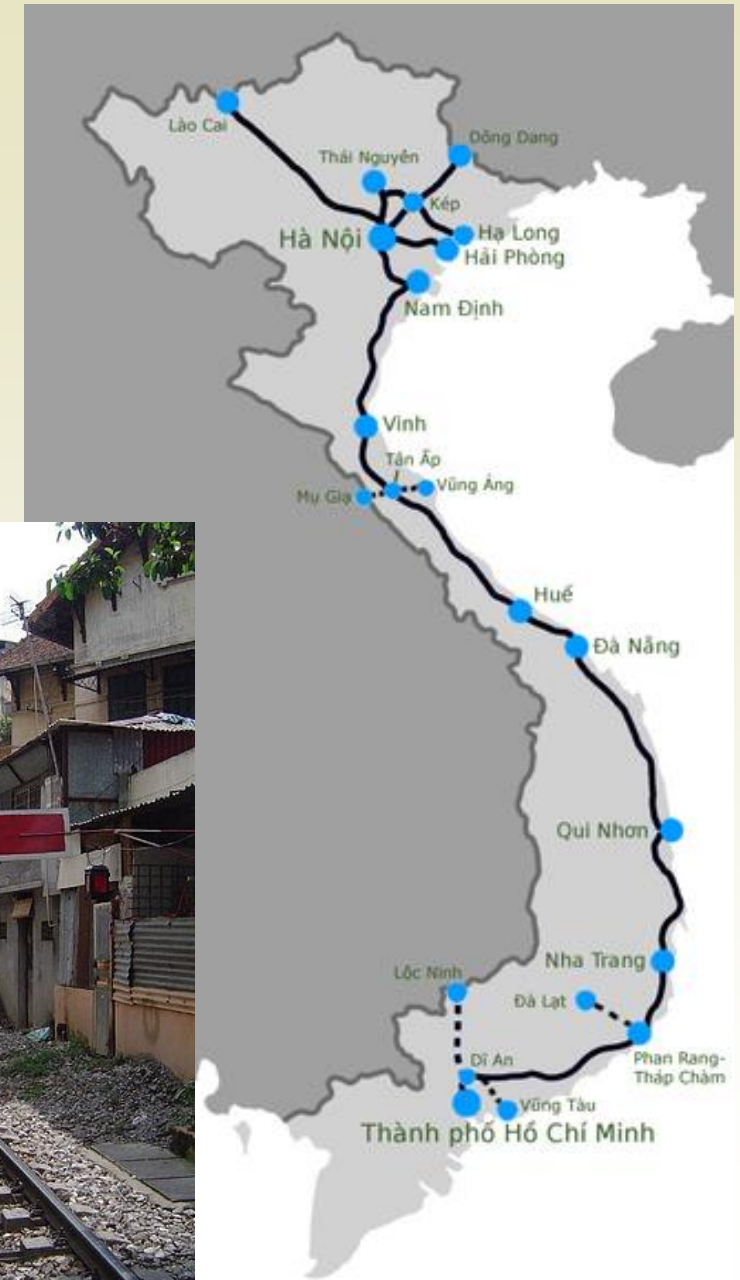 Lào Cai
Dông Dang
Thái Nguyên
Kép
Hà Nội
Hạ Long
Hải Phòng
Nam Định
Vinh
Tân Ấp
Mụ Giạ
Vũng Áng
Huế
Đà Nẵng
Qui Nhơn
Nha Trang
Lộc Ninh
Đà Lạt
Phan Rang-
Tháp Chàm
Dĩ An
Vũng Tàu
Thành phố Hồ Chí Minh